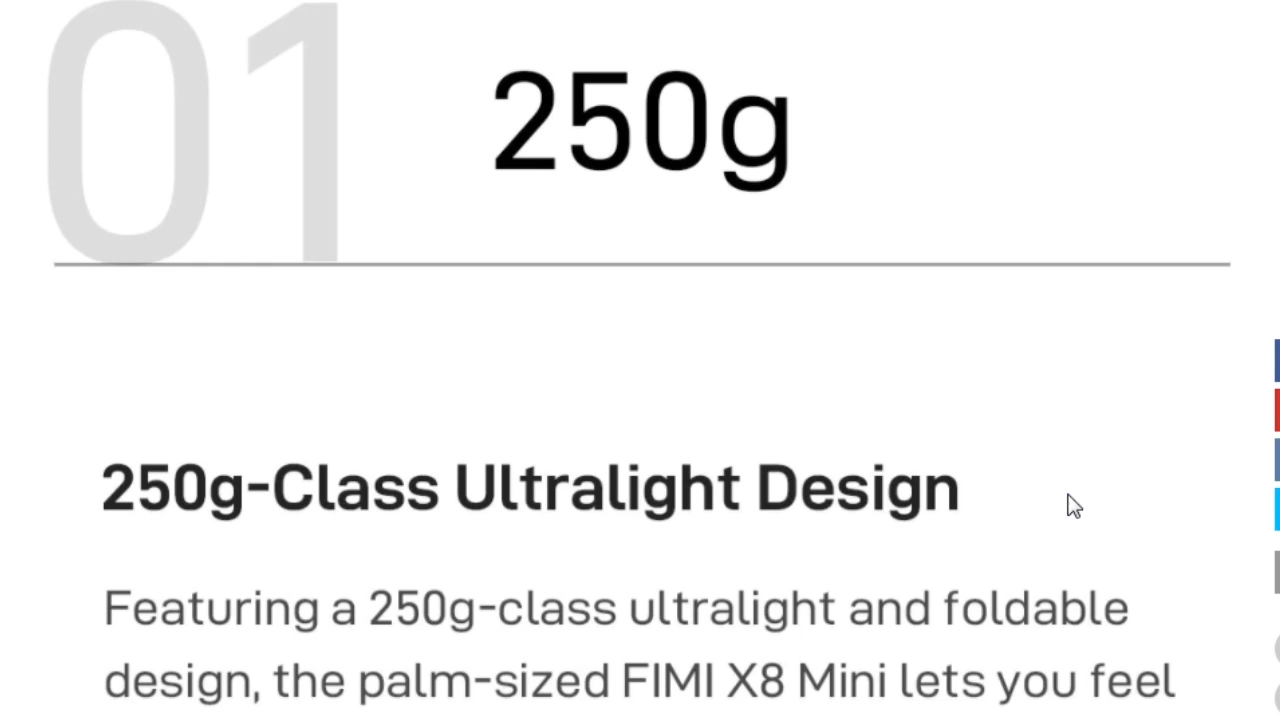 01
250g
250g-Class Ultralight Design
Featuring a 250g-class ultralight and foldable
design, the palm-sized FIMI X8 Mini lets you feel